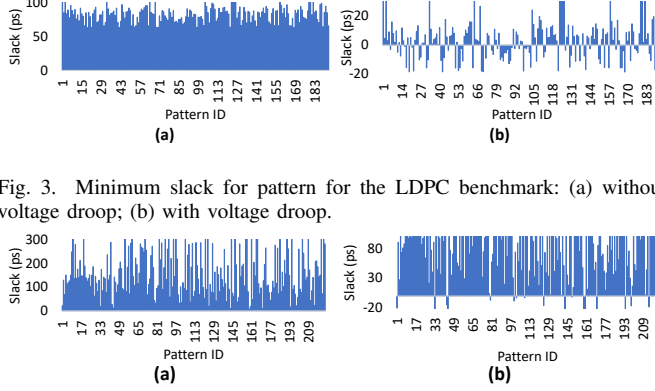 100
50
0
Slack (ps)
1 15 29 43 57 71 85 99 113 127 141 155 169 183
Pattern ID
(a)
20
0
-20
Slack (ps)
1 14 27 40 53 66 79 92 105 118 131 144 157 170 183
Pattern ID
(b)
Fig. 3. Minimum slack for pattern for the LDPC benchmark: (a) without
voltage droop; (b) with voltage droop.
300
200
100
0
Slack (ps)
1 17 33 49 65 81 97 113 129 145 161 177 193 209
Pattern ID
(a)
80
30
-20
Slack (ps)
1 17 33 49 65 81 97 113 129 145 161 177 193 209
Pattern ID
(b)